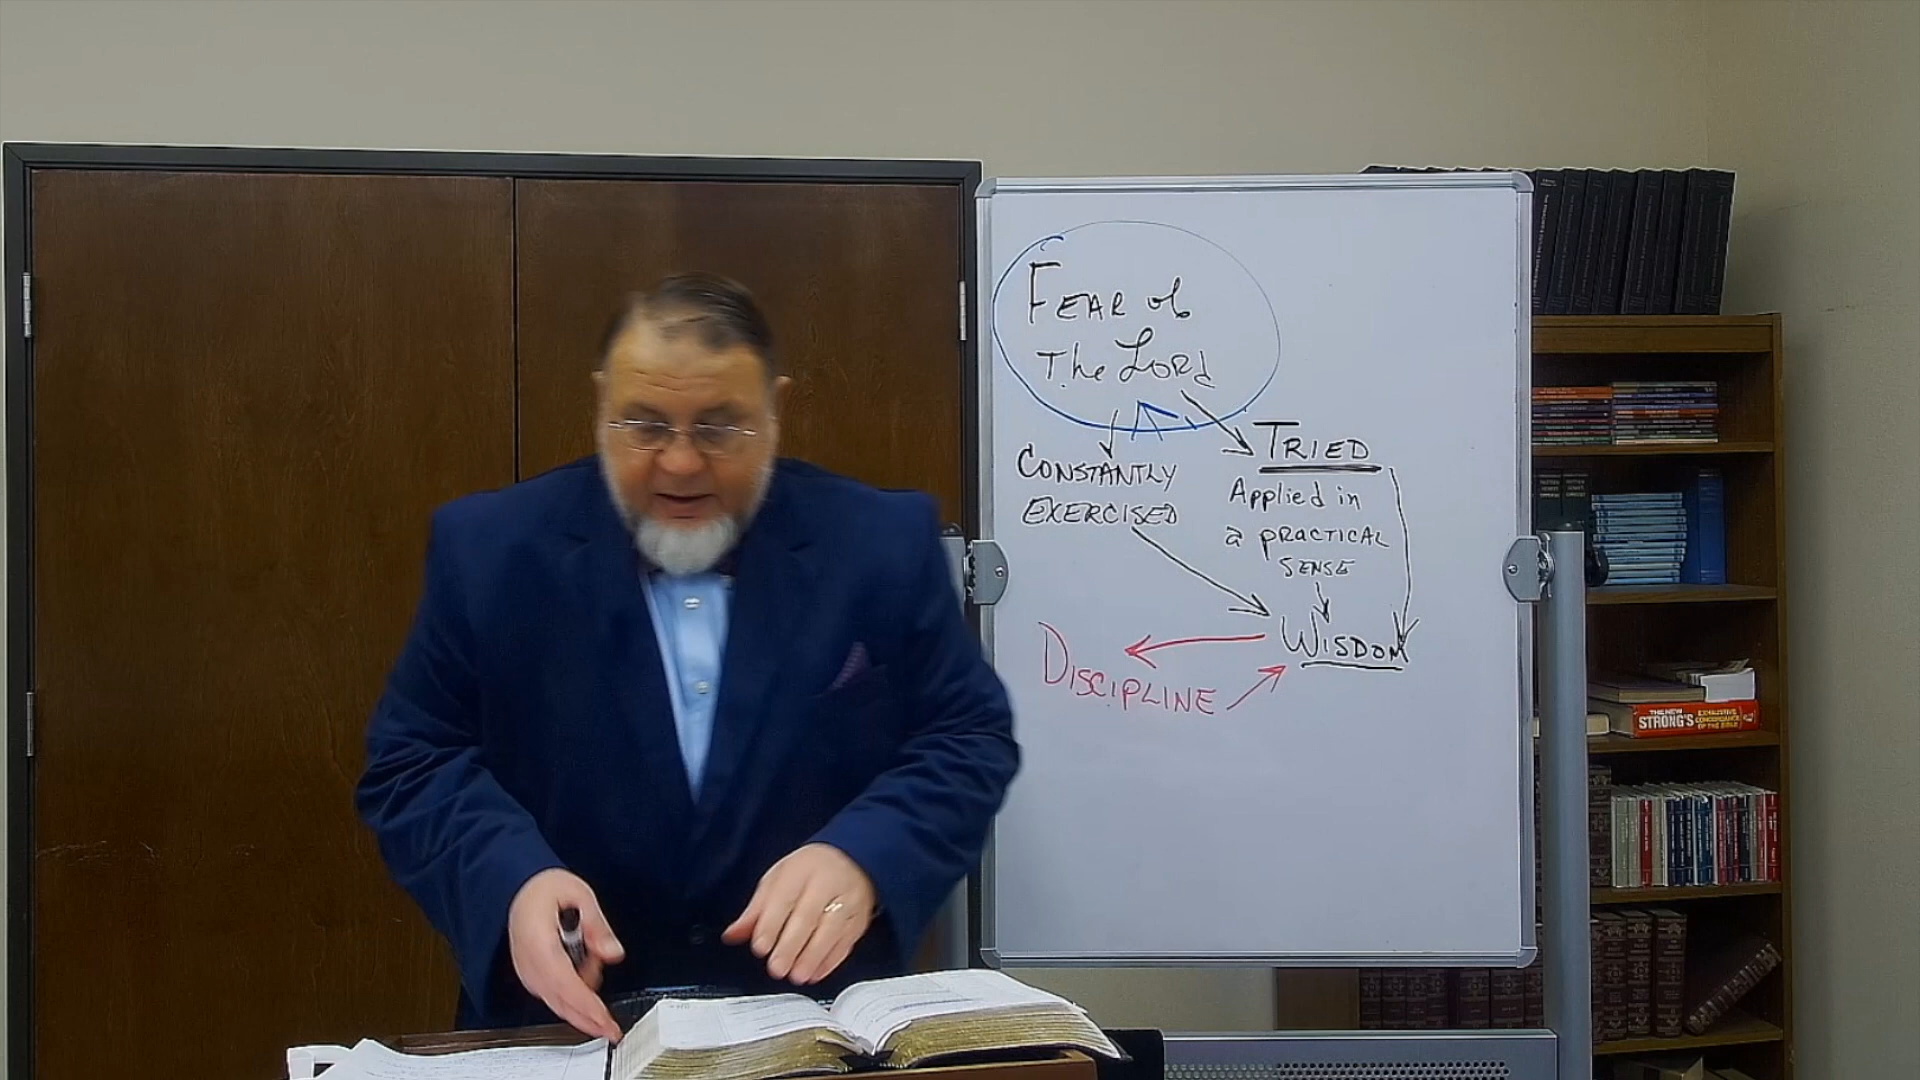 FEAR of
The LORd
CONSTANTLY
EXERCISED
TRIED
Applied in
a PRACTICAL
SENSE
WISDOM
DISCIPLINE
THE NEW
STRONG'S
EXHAUSTIVE
CONCORDANCE
OF THE BIBLE